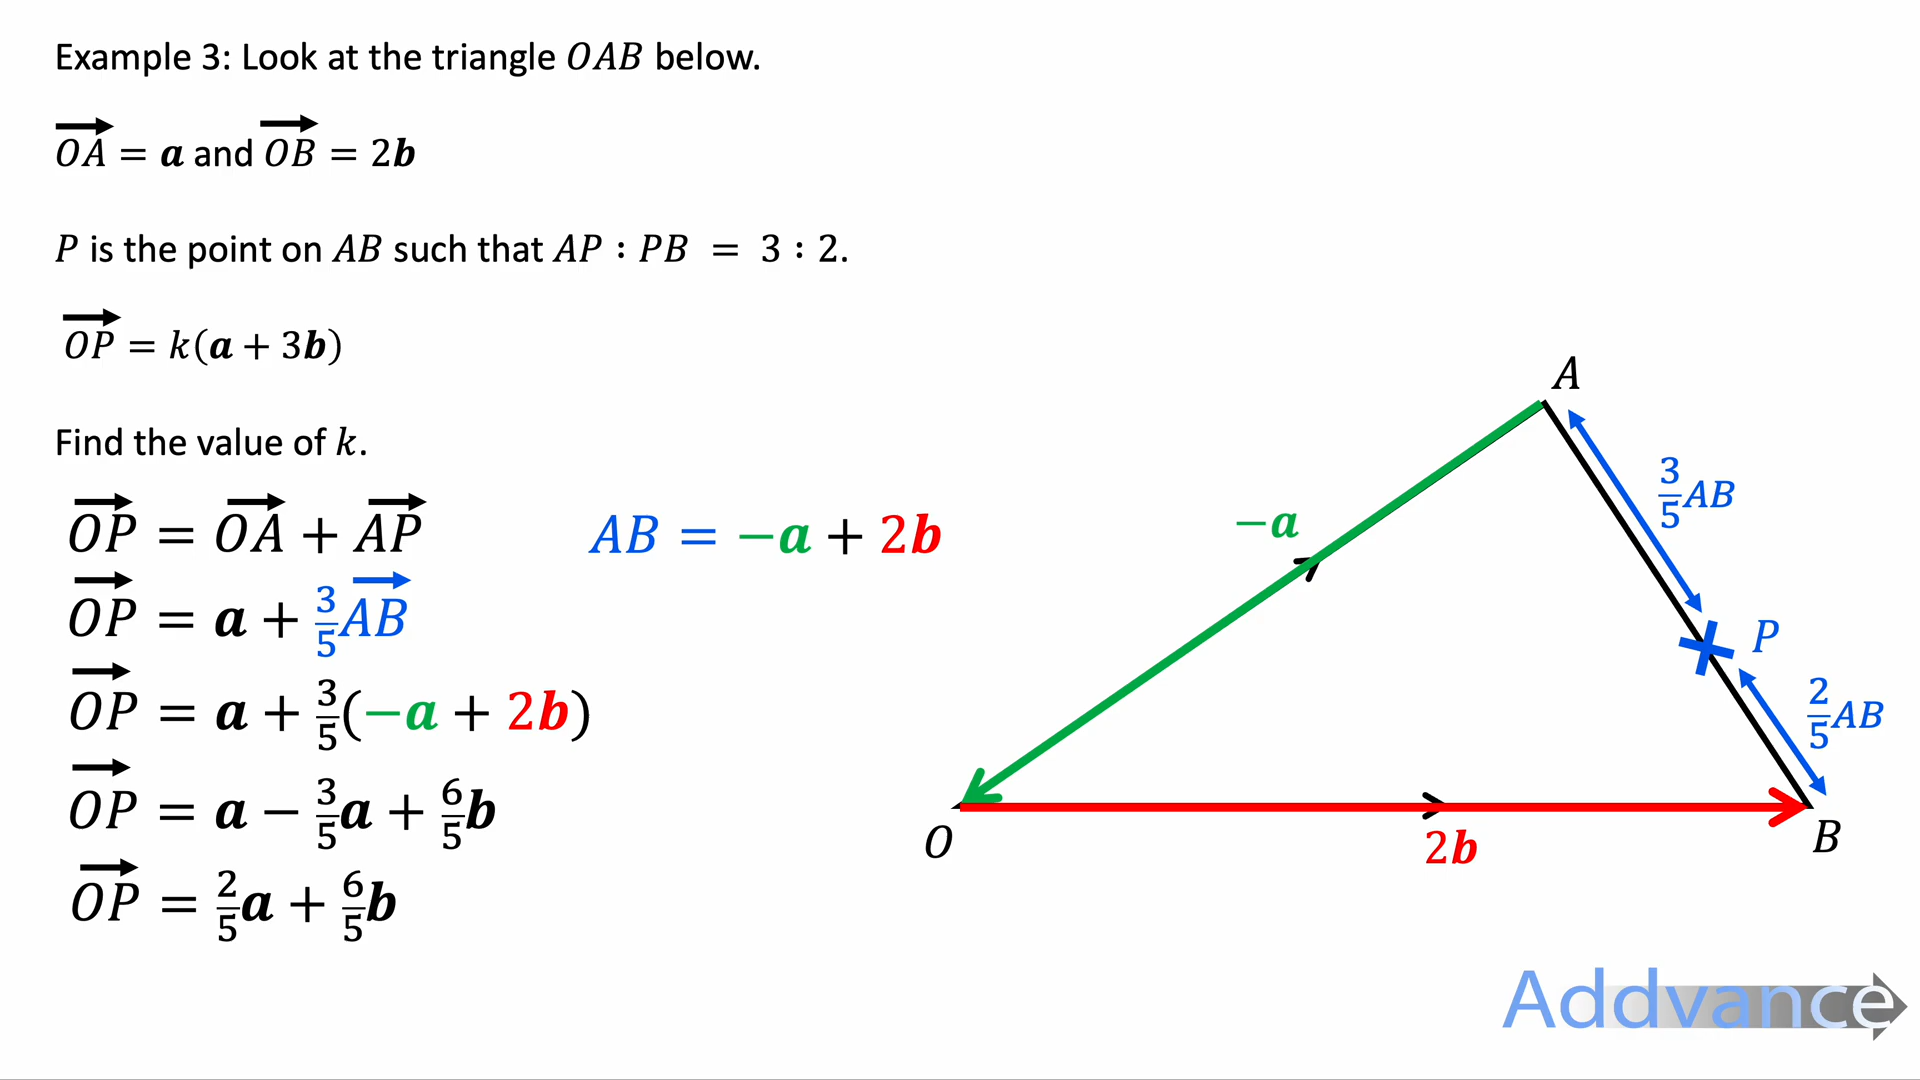 Example 3: Look at the triangle OAB below.
OA = a and OB = 2b
P is the point on AB such that AP : PB = 3 : 2.
OP = k(a + 3b)
Find the value of k.
OP = OA + AP
AB = −a + 2b
OP = a + 3/5 AB
OP = a + 3/5(−a + 2b)
OP = a − 3/5 a + 6/5 b
OP = 2/5 a + 6/5 b
A
3/5 AB
−a
P
2/5 AB
O
2b
B
Addvance